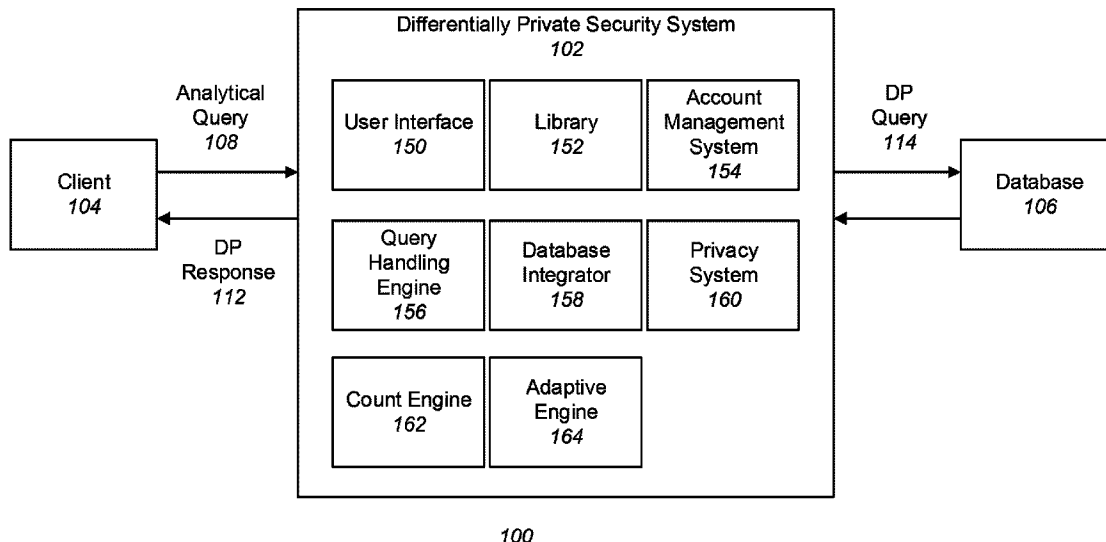 Differentially Private Security System
102
Analytical
Query
108
User Interface
150
Library
152
Account
Management
System
154
DP
Query
114
Client
104
Database
106
DP
Response
112
Query
Handling
Engine
156
Database
Integrator
158
Privacy
System
160
Count Engine
162
Adaptive
Engine
164
100